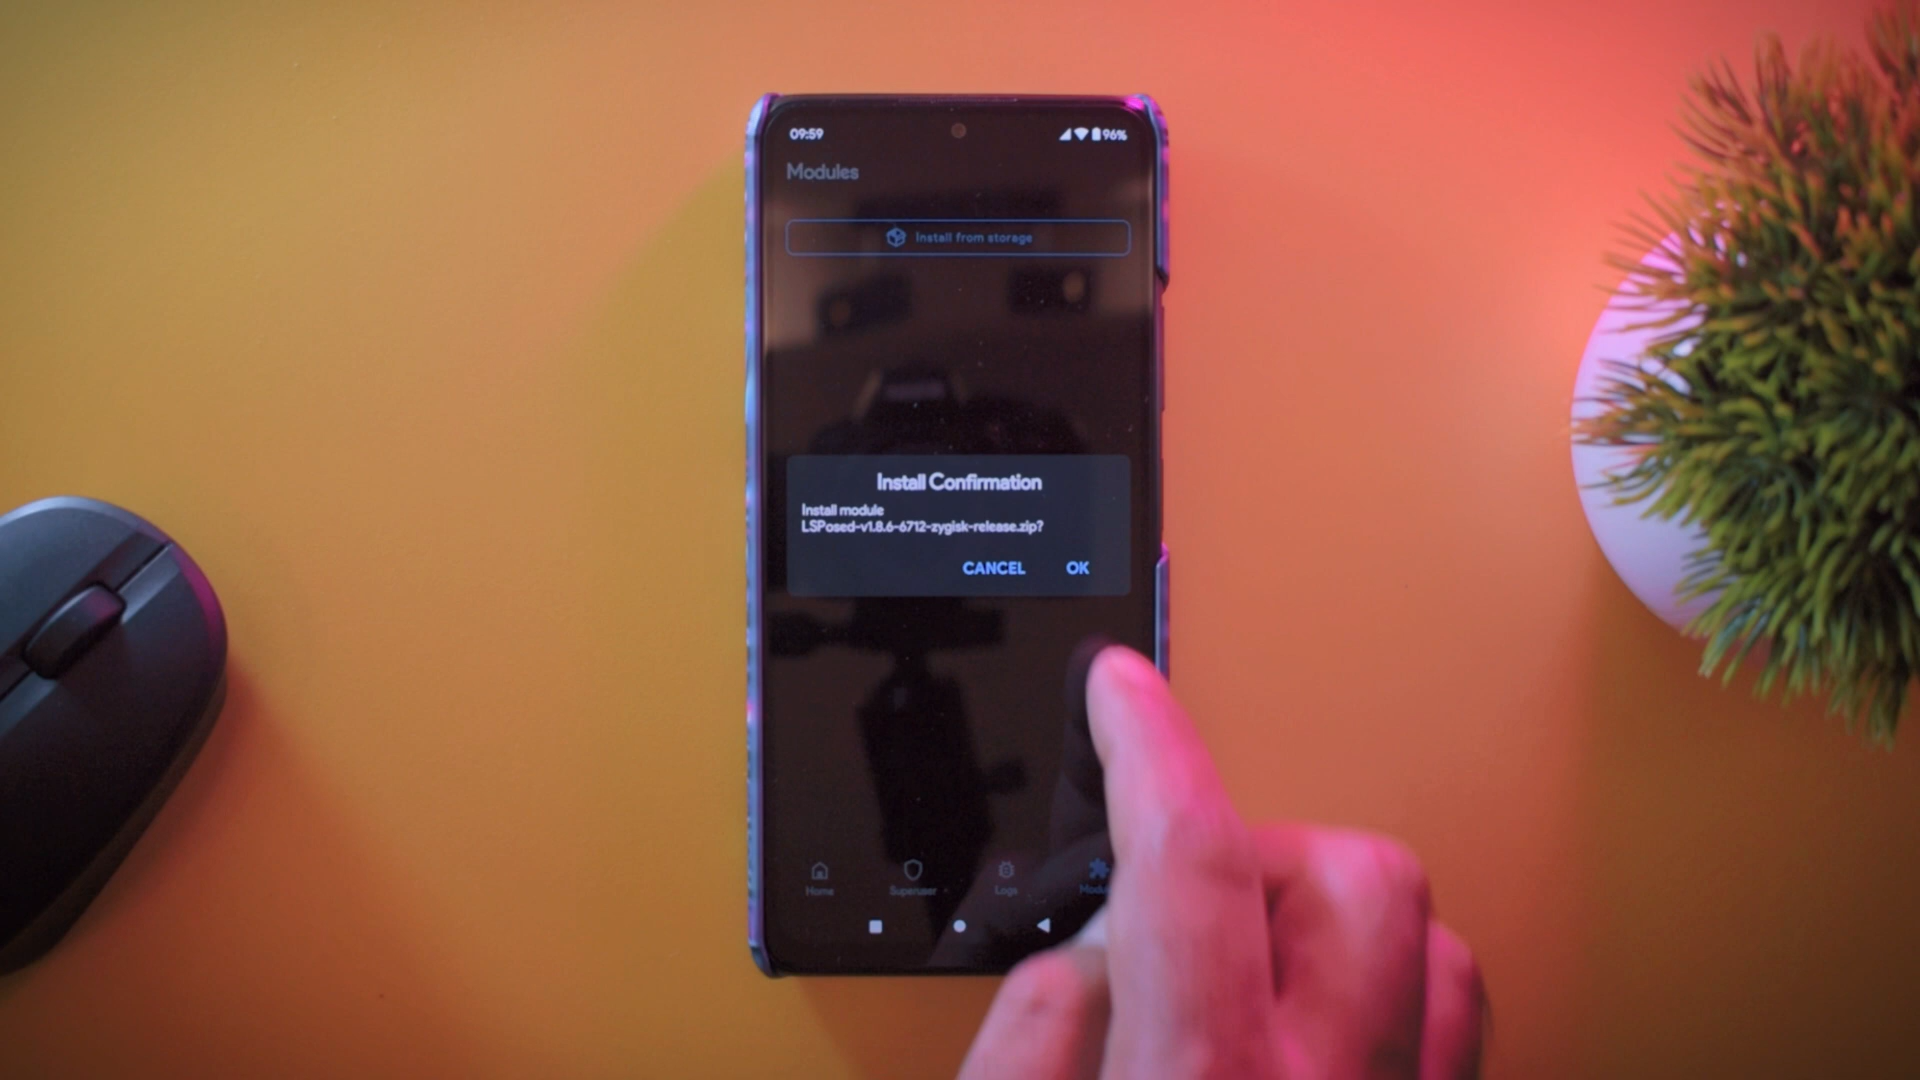 09:59
96%
Modules
Install from storage
Install Confirmation
Install module
LSPosed-v1.8.6-6712-zygisk-release.zip?
CANCEL OK
Home Superuser Logs